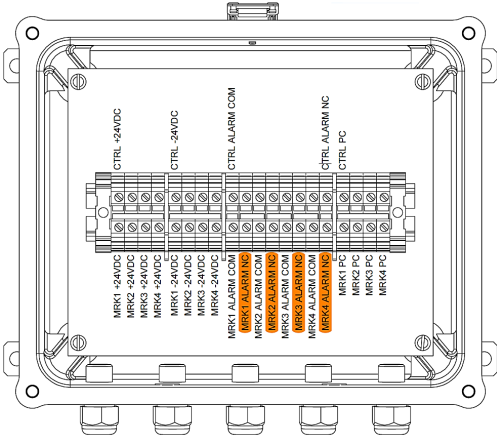 CTRL +24VDC
CTRL -24VDC
CTRL ALARM COM
CTRL ALARM NC
CTRL PC
MRK1 +24VDC
MRK2 +24VDC
MRK3 +24VDC
MRK4 +24VDC
MRK1 -24VDC
MRK2 -24VDC
MRK3 -24VDC
MRK4 -24VDC
MRK1 ALARM COM
MRK1 ALARM NC
MRK2 ALARM COM
MRK2 ALARM NC
MRK3 ALARM COM
MRK3 ALARM NC
MRK4 ALARM COM
MRK4 ALARM NC
MRK1 PC
MRK2 PC
MRK3 PC
MRK4 PC